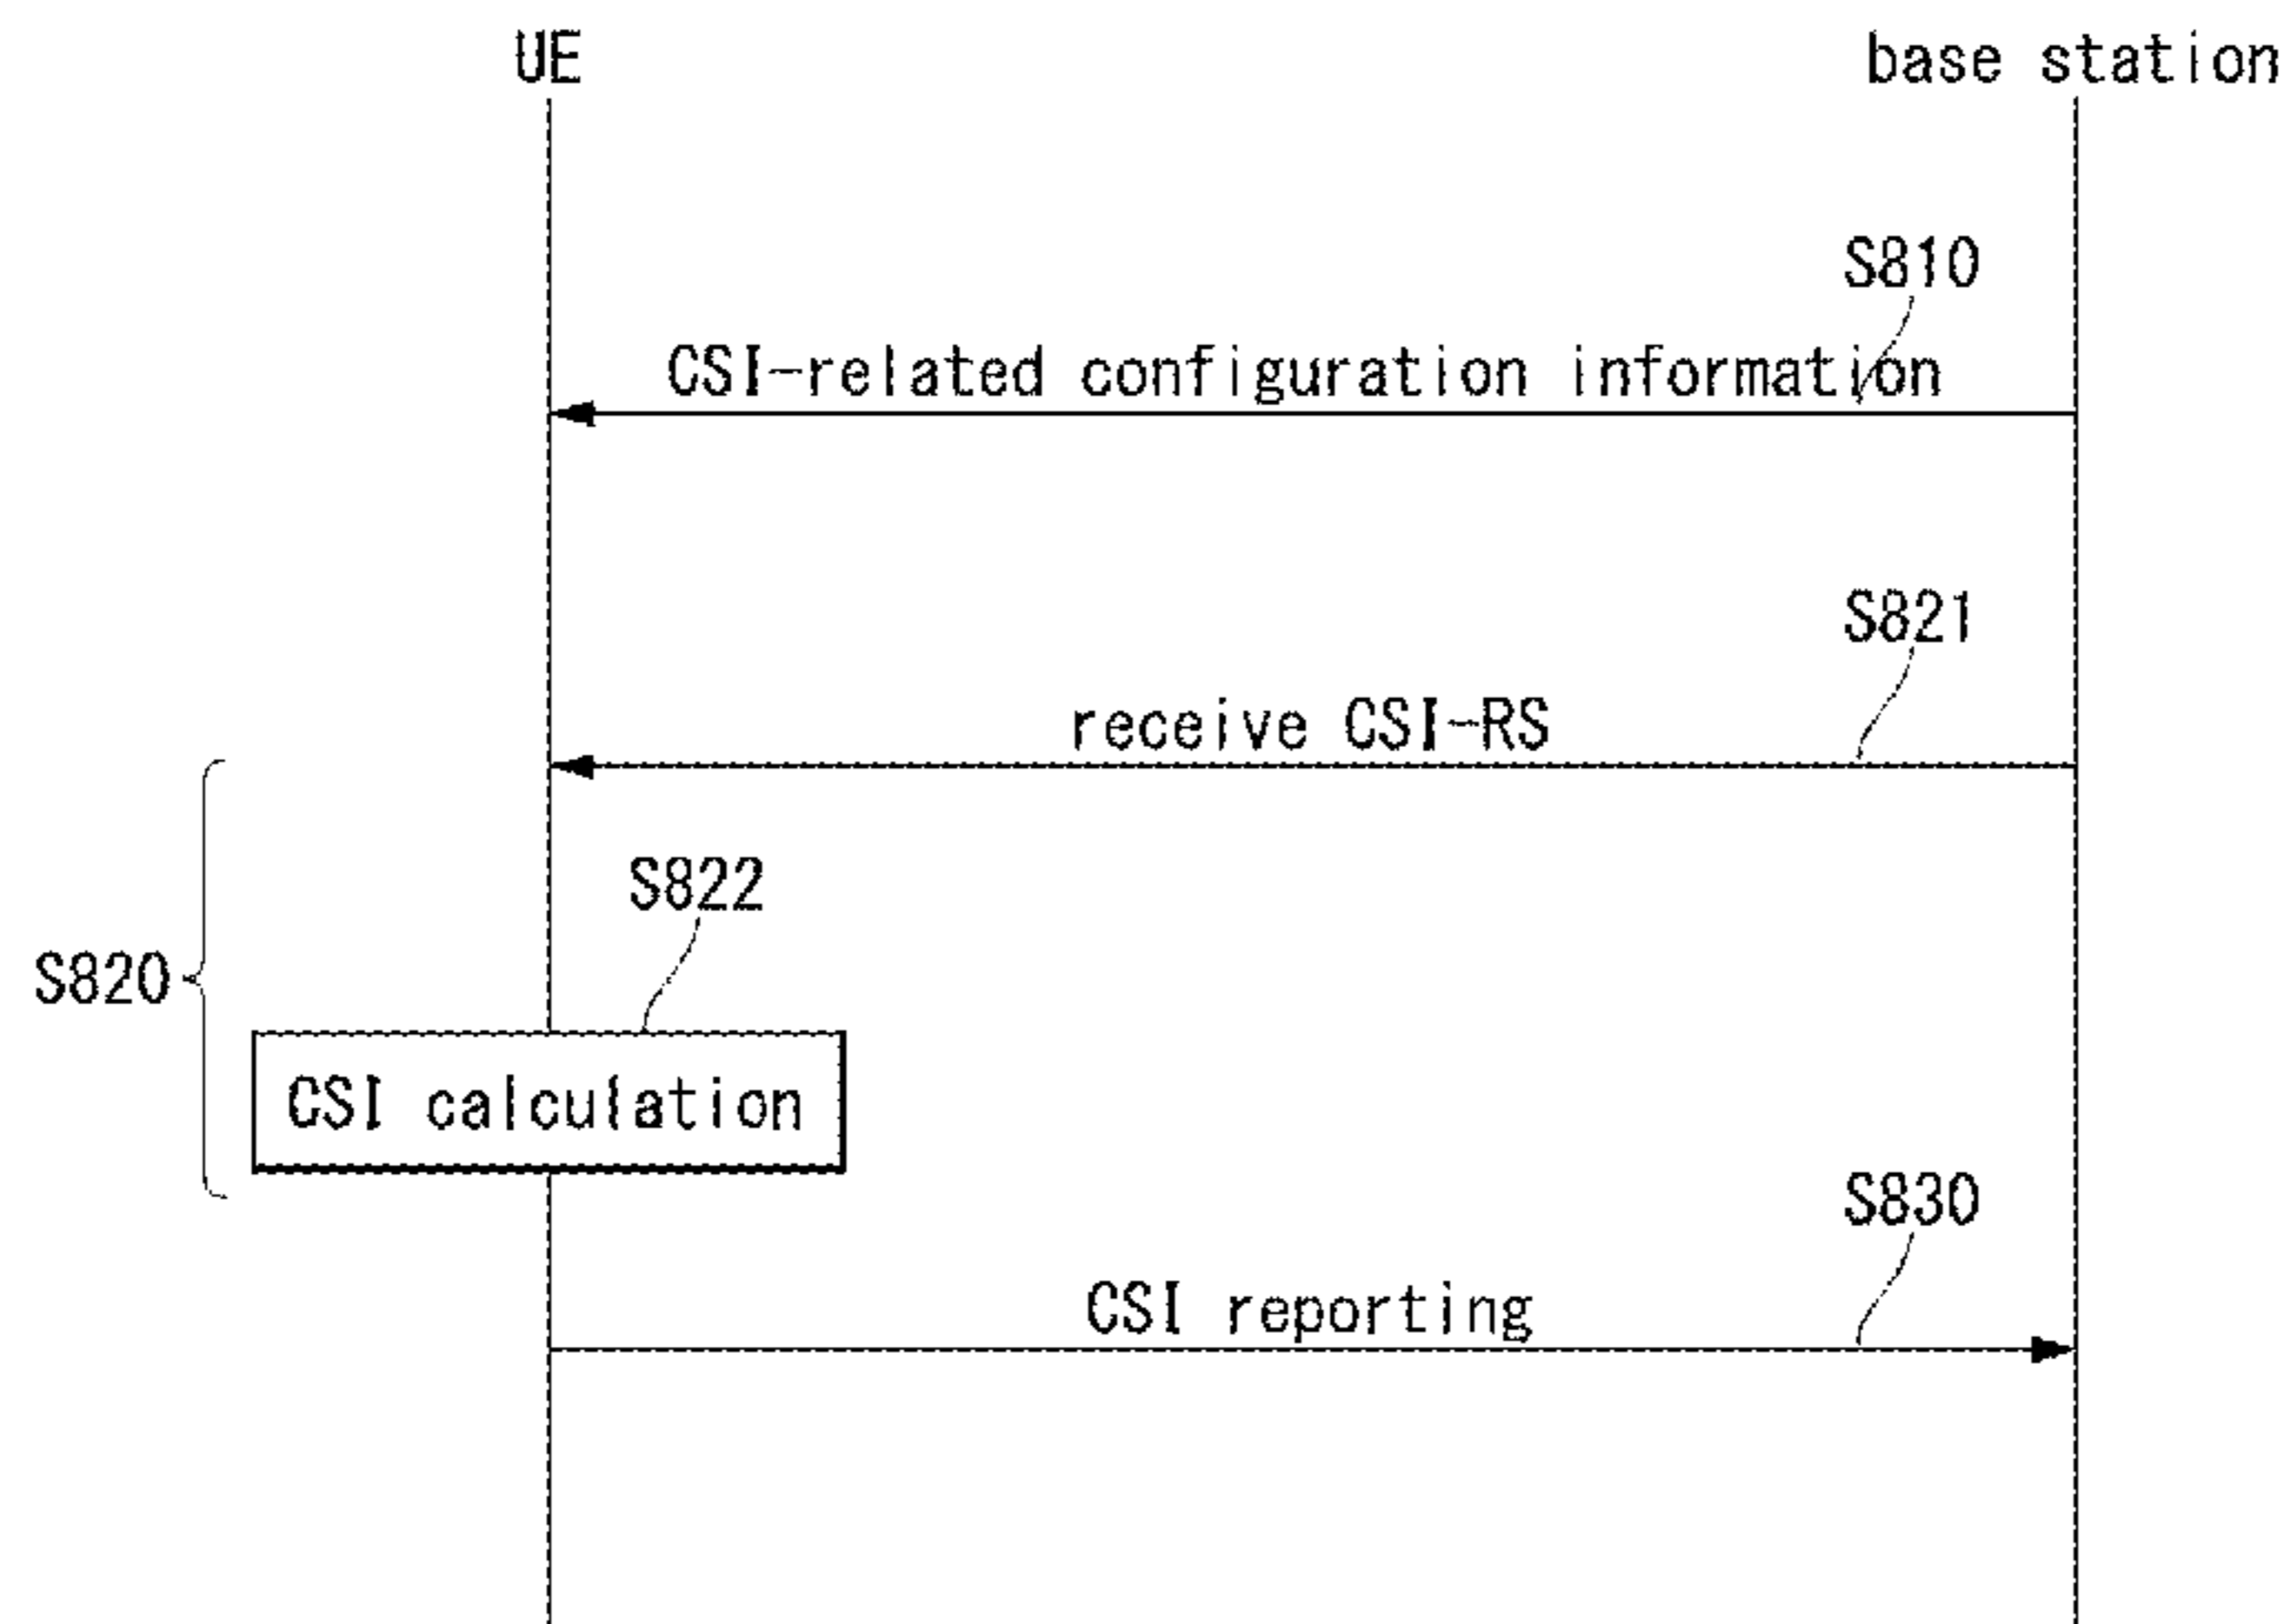 UE
base station
S810
CSI-related configuration information
S821
receive CSI-RS
S822
S820
CSI calculation
S830
CSI reporting